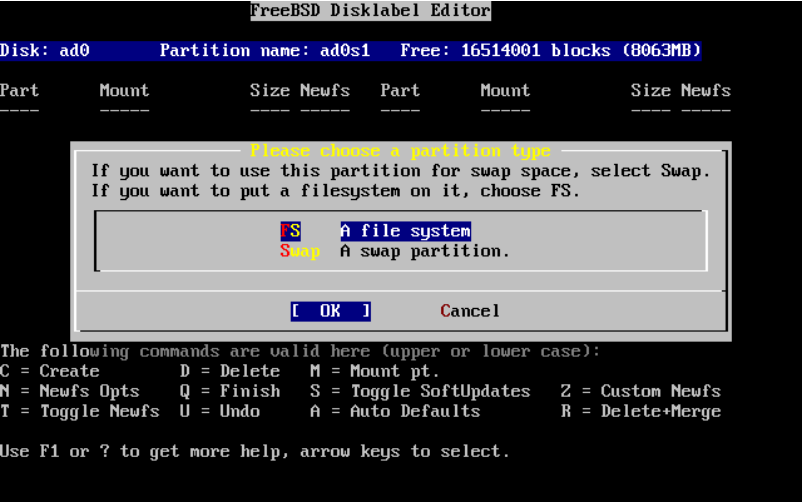 FreeBSD Disklabel Editor
Disk: ad0 Partition name: ad0s1 Free: 16514001 blocks (8063MB)
Part Mount Size Newfs Part Mount Size Newfs
---- ----- ---- ----- ---- ----- ---- -----
Please choose a partition type
If you want to use this partition for swap space, select Swap.
If you want to put a filesystem on it, choose FS.
FS A file system
Swap A swap partition.
[ OK ] Cancel
The following commands are valid here (upper or lower case):
C = Create D = Delete M = Mount pt.
N = Newfs Opts Q = Finish S = Toggle SoftUpdates Z = Custom Newfs
T = Toggle Newfs U = Undo A = Auto Defaults R = Delete+Merge
Use F1 or ? to get more help, arrow keys to select.